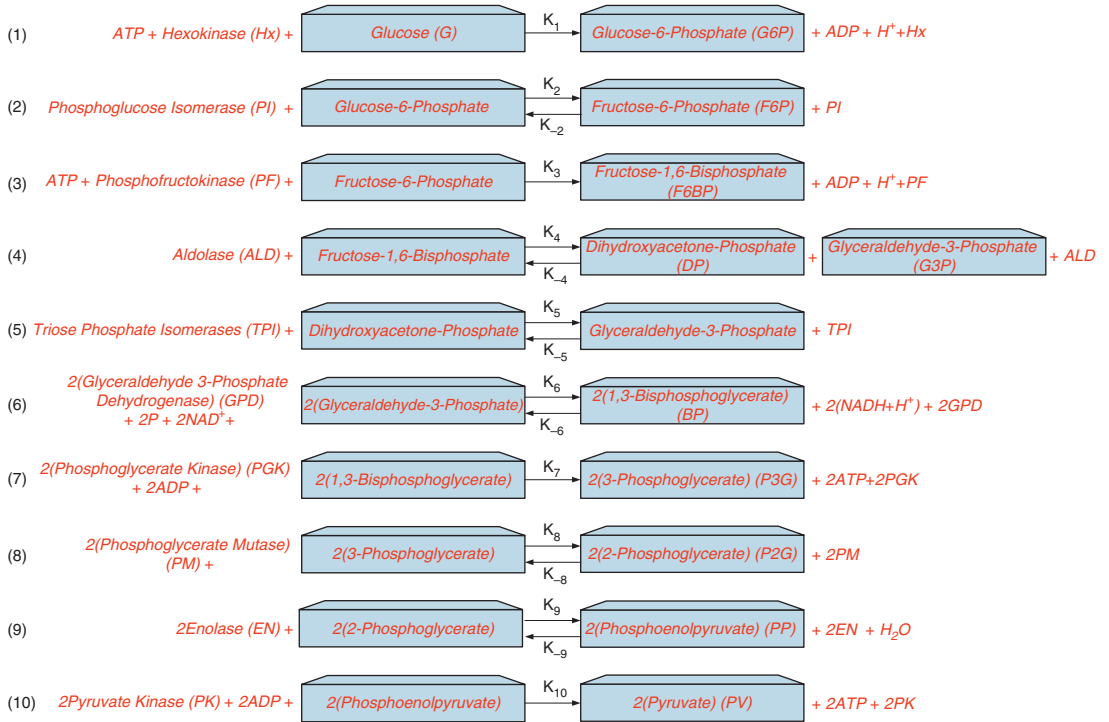 K₁
(1) ATP + Hexokinase (Hx) + Glucose (G) Glucose-6-Phosphate (G6P) + ADP + H⁺+Hx
K₂
(2) Phosphoglucose Isomerase (PI) + Glucose-6-Phosphate Fructose-6-Phosphate (F6P) + PI
K₋₂
K₃
(3) ATP + Phosphofructokinase (PF) + Fructose-6-Phosphate Fructose-1,6-Bisphosphate
(F6BP) + ADP + H⁺+PF
K₄
(4) Aldolase (ALD) + Fructose-1,6-Bisphosphate Dihydroxyacetone-Phosphate
(DP) + Glyceraldehyde-3-Phosphate
(G3P) + ALD
K₋₄
K₅
(5) Triose Phosphate Isomerases (TPI) + Dihydroxyacetone-Phosphate Glyceraldehyde-3-Phosphate + TPI
K₋₅
K₆
(6) 2(Glyceraldehyde 3-Phosphate
Dehydrogenase) (GPD)
+ 2P + 2NAD⁺+ 2(Glyceraldehyde-3-Phosphate) 2(1,3-Bisphosphoglycerate)
(BP) + 2(NADH+H⁺) + 2GPD
K₋₆
K₇
(7) 2(Phosphoglycerate Kinase) (PGK)
+ 2ADP + 2(1,3-Bisphosphoglycerate) 2(3-Phosphoglycerate) (P3G) + 2ATP+2PGK
K₈
(8) 2(Phosphoglycerate Mutase)
(PM) + 2(3-Phosphoglycerate) 2(2-Phosphoglycerate) (P2G) + 2PM
K₋₈
K₉
(9) 2Enolase (EN) + 2(2-Phosphoglycerate) 2(Phosphoenolpyruvate) (PP) + 2EN + H₂O
K₋₉
K₁₀
(10) 2Pyruvate Kinase (PK) + 2ADP + 2(Phosphoenolpyruvate) 2(Pyruvate) (PV) + 2ATP + 2PK